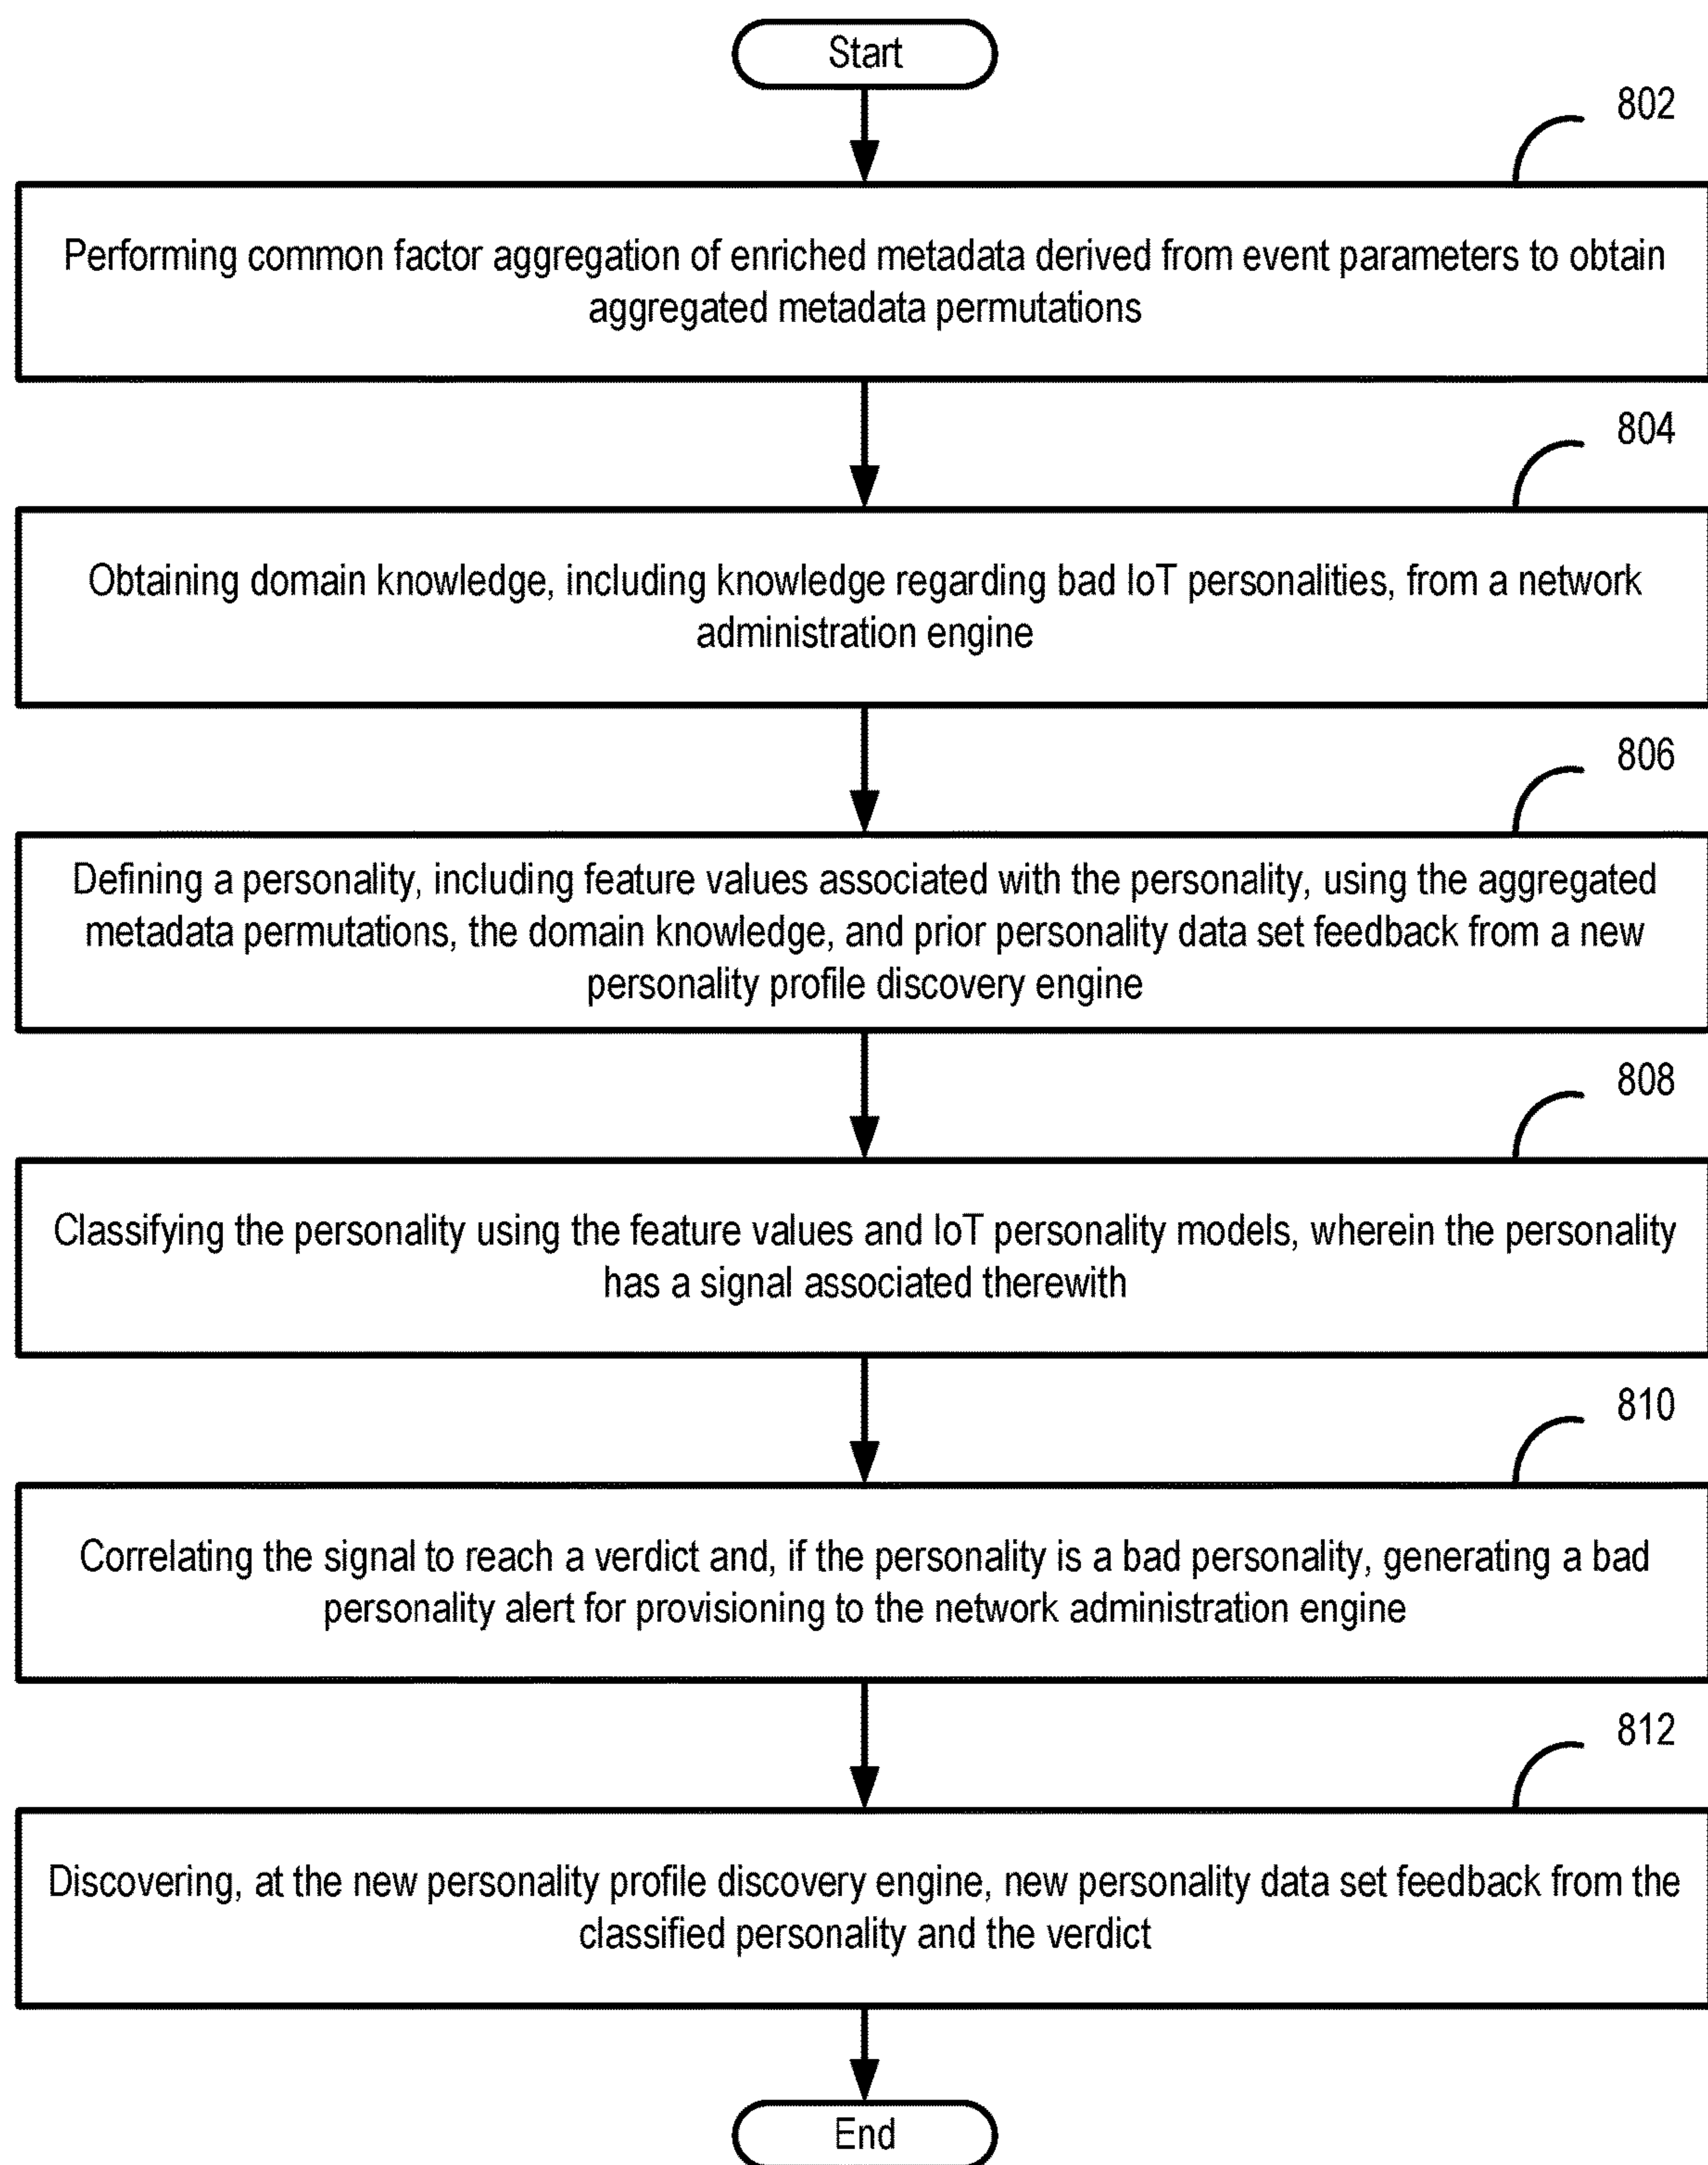 Start
802
Performing common factor aggregation of enriched metadata derived from event parameters to obtain
aggregated metadata permutations
804
Obtaining domain knowledge, including knowledge regarding bad IoT personalities, from a network
administration engine
806
Defining a personality, including feature values associated with the personality, using the aggregated
metadata permutations, the domain knowledge, and prior personality data set feedback from a new
personality profile discovery engine
808
Classifying the personality using the feature values and IoT personality models, wherein the personality
has a signal associated therewith
810
Correlating the signal to reach a verdict and, if the personality is a bad personality, generating a bad
personality alert for provisioning to the network administration engine
812
Discovering, at the new personality profile discovery engine, new personality data set feedback from the
classified personality and the verdict
End